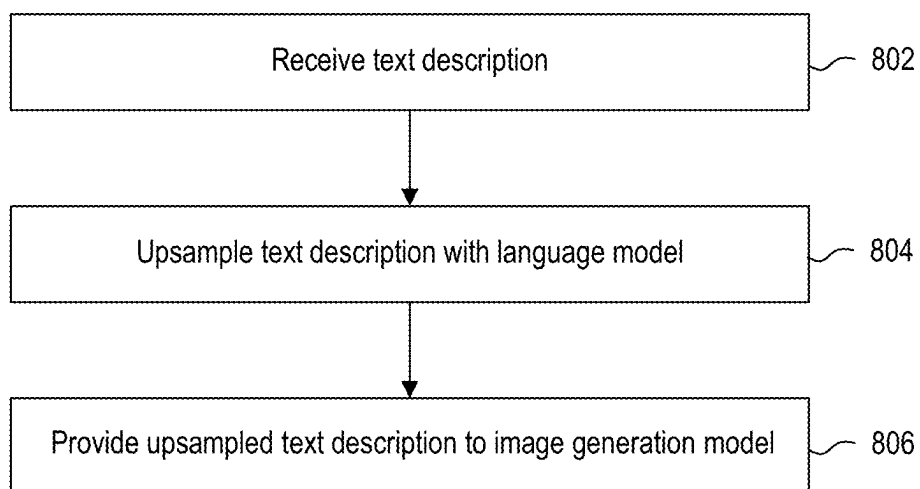 Receive text description 802
Upsample text description with language model 804
Provide upsampled text description to image generation model 806